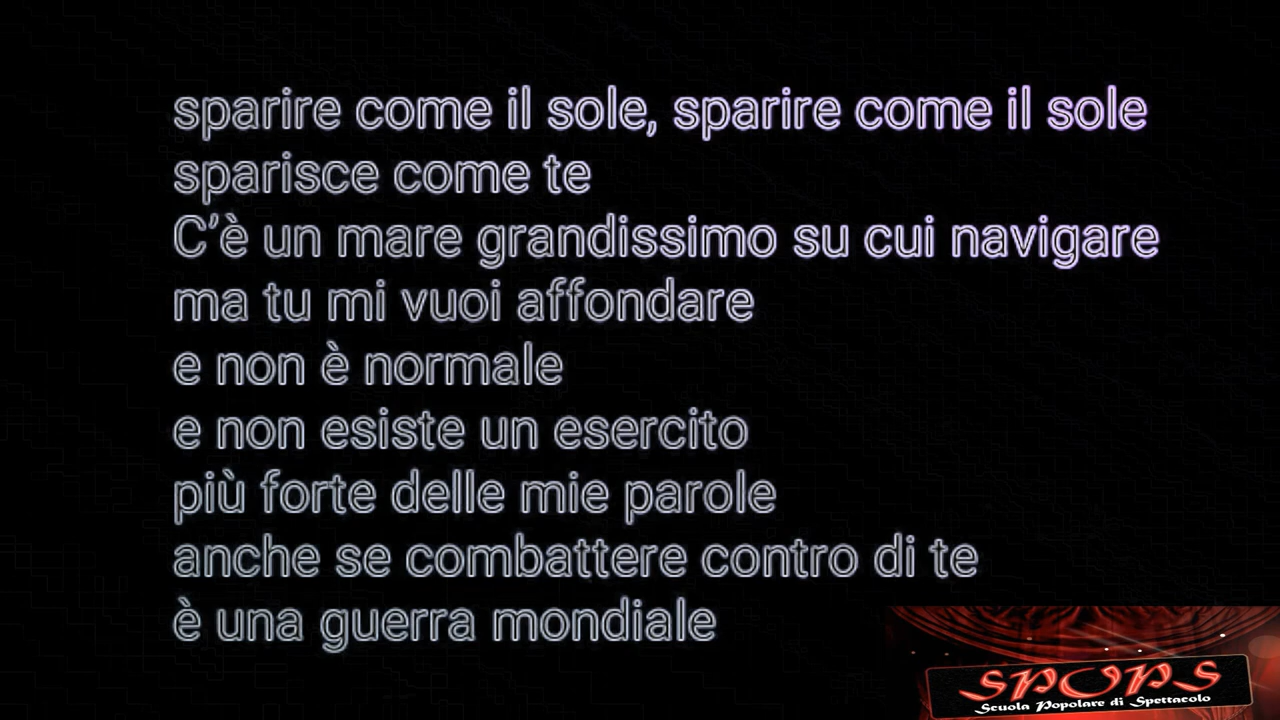 sparire come il sole, sparire come il sole
sparisce come te
C’è un mare grandissimo su cui navigare
ma tu mi vuoi affondare
e non è normale
e non esiste un esercito
più forte delle mie parole
anche se combattere contro di te
è una guerra mondiale
SPOPS
Scuola Popolare di Spettacolo